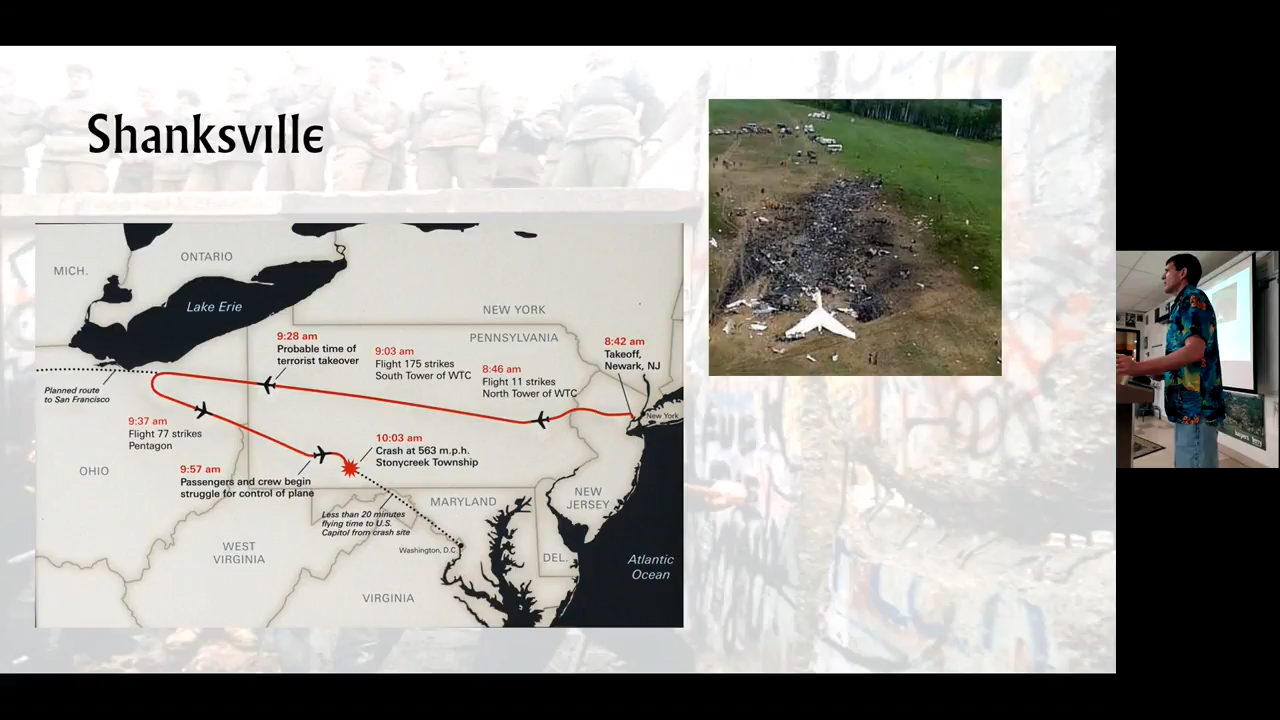 Shanksville
MICH.
ONTARIO
Lake Erie
NEW YORK
PENNSYLVANIA
9:28 am
Probable time of
terrorist takeover
9:03 am
Flight 175 strikes
South Tower of WTC
8:46 am
Flight 11 strikes
North Tower of WTC
8:42 am
Takeoff,
Newark, NJ
New York
Planned route
to San Francisco
9:37 am
Flight 77 strikes
Pentagon
10:03 am
Crash at 563 m.p.h.
Stonycreek Township
OHIO
9:57 am
Passengers and crew begin
struggle for control of plane
Less than 20 minutes
flying time to U.S.
Capitol from crash site
MARYLAND
NEW
JERSEY
Washington, D.C.
WEST
VIRGINIA
DEL.
Atlantic
Ocean
VIRGINIA